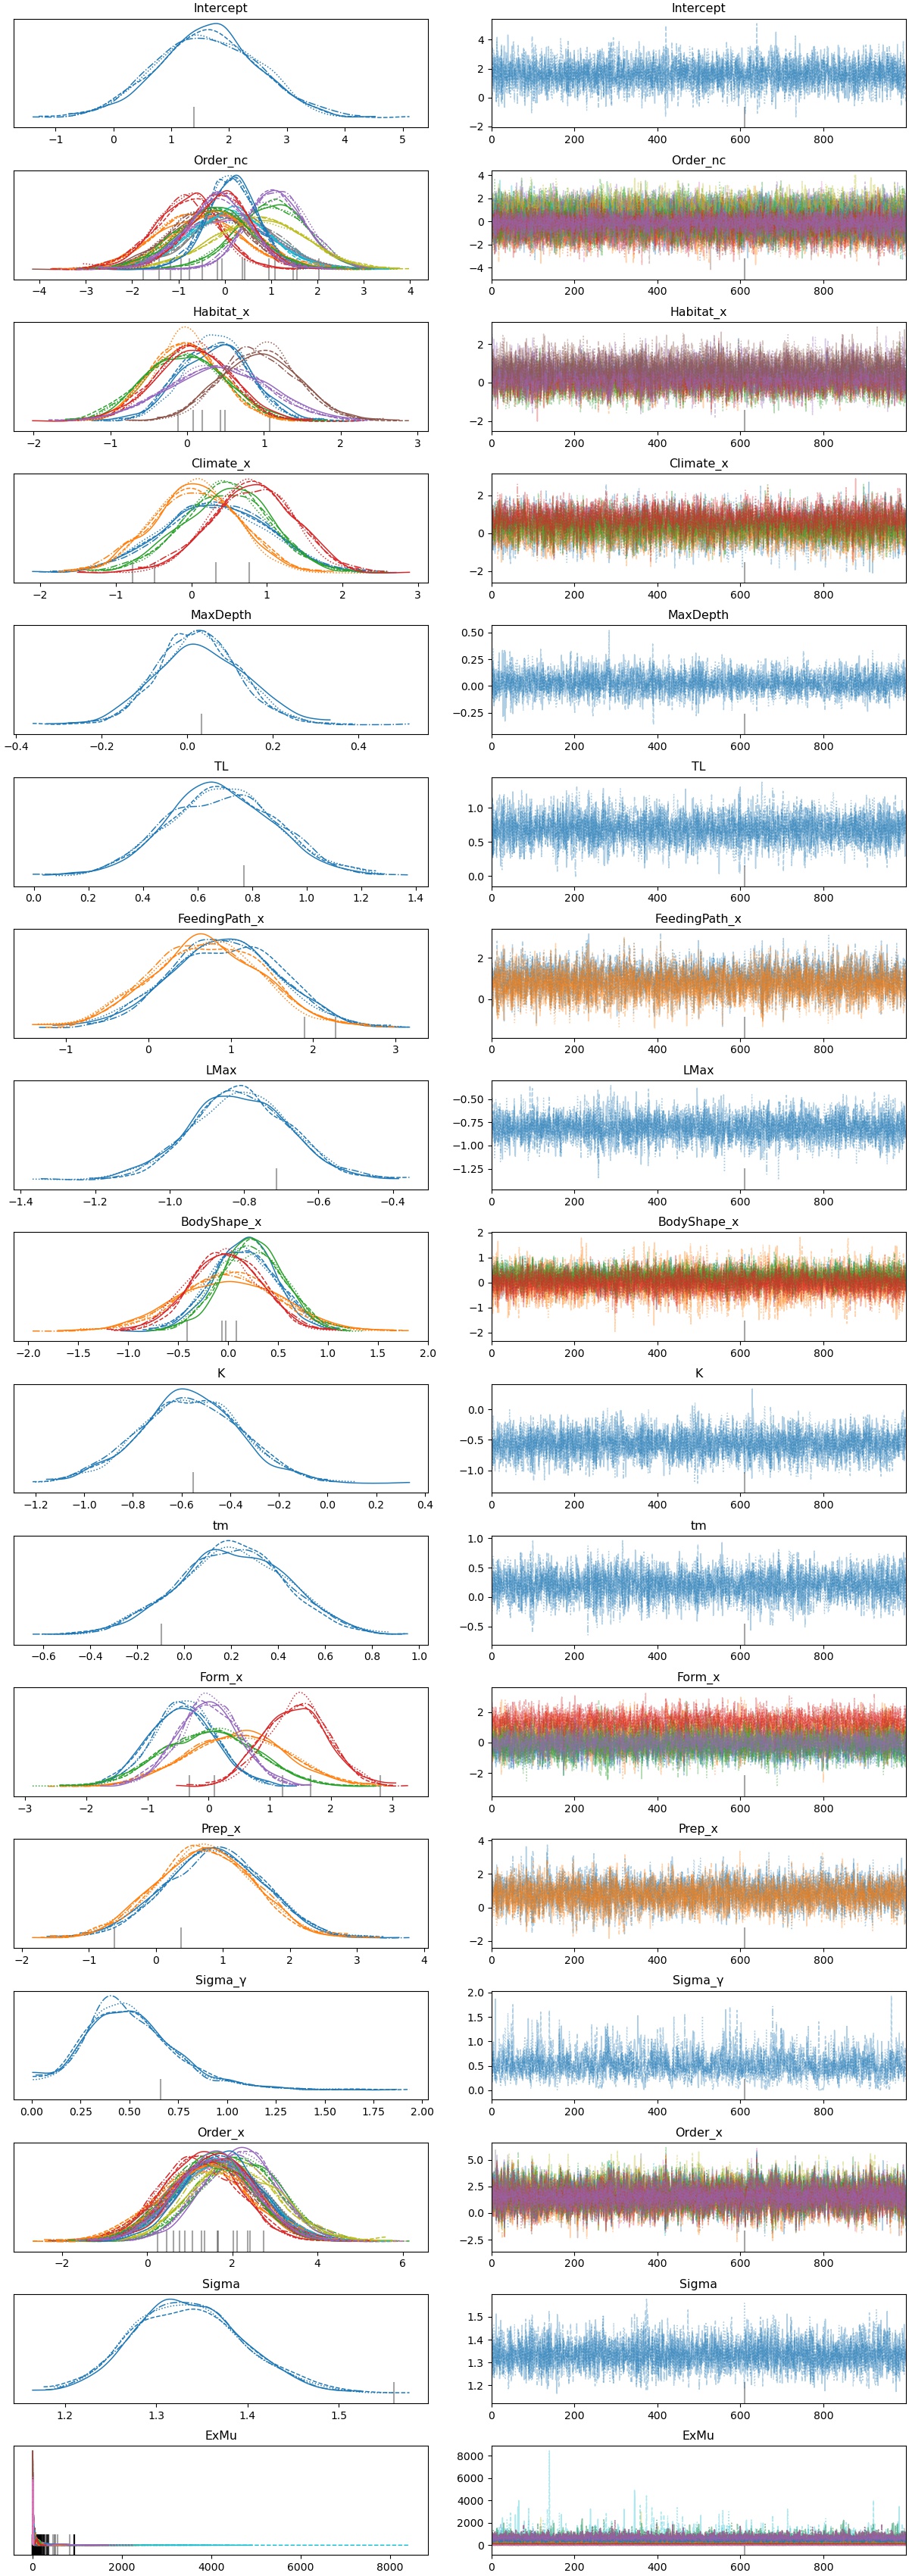 Intercept Intercept
4
2
0
−2
−1 0 1 2 3 4 5 0 200 400 600 800
Order_nc Order_nc
4
2
0
−2
−4
−4 −3 −2 −1 0 1 2 3 4 0 200 400 600 800
Habitat_x Habitat_x
2
0
−2
−2 −1 0 1 2 3 0 200 400 600 800
Climate_x Climate_x
2
0
−2
−2 −1 0 1 2 3 0 200 400 600 800
MaxDepth MaxDepth
0.50
0.25
0.00
−0.25
−0.4 −0.2 0.0 0.2 0.4 0 200 400 600 800
TL TL
1.0
0.5
0.0
0.0 0.2 0.4 0.6 0.8 1.0 1.2 1.4 0 200 400 600 800
FeedingPath_x FeedingPath_x
2
0
−1 0 1 2 3 0 200 400 600 800
LMax LMax
−0.50
−0.75
−1.00
−1.25
−1.4 −1.2 −1.0 −0.8 −0.6 −0.4 0 200 400 600 800
BodyShape_x BodyShape_x
2
1
0
−1
−2
−2.0 −1.5 −1.0 −0.5 0.0 0.5 1.0 1.5 2.0 0 200 400 600 800
K K
0.0
−0.5
−1.0
−1.2 −1.0 −0.8 −0.6 −0.4 −0.2 0.0 0.2 0.4 0 200 400 600 800
tm tm
1.0
0.5
0.0
−0.5
−0.6 −0.4 −0.2 0.0 0.2 0.4 0.6 0.8 1.0 0 200 400 600 800
Form_x Form_x
2
0
−2
−3 −2 −1 0 1 2 3 0 200 400 600 800
Prep_x Prep_x
4
2
0
−2
−2 −1 0 1 2 3 4 0 200 400 600 800
Sigma_γ Sigma_γ
2.0
1.5
1.0
0.5
0.0
0.00 0.25 0.50 0.75 1.00 1.25 1.50 1.75 2.00 0 200 400 600 800
Order_x Order_x
5.0
2.5
0.0
−2.5
−2 0 2 4 6 0 200 400 600 800
Sigma Sigma
1.5
1.4
1.3
1.2
1.2 1.3 1.4 1.5 0 200 400 600 800
ExMu ExMu
8000
6000
4000
2000
0
0 2000 4000 6000 8000 0 200 400 600 800